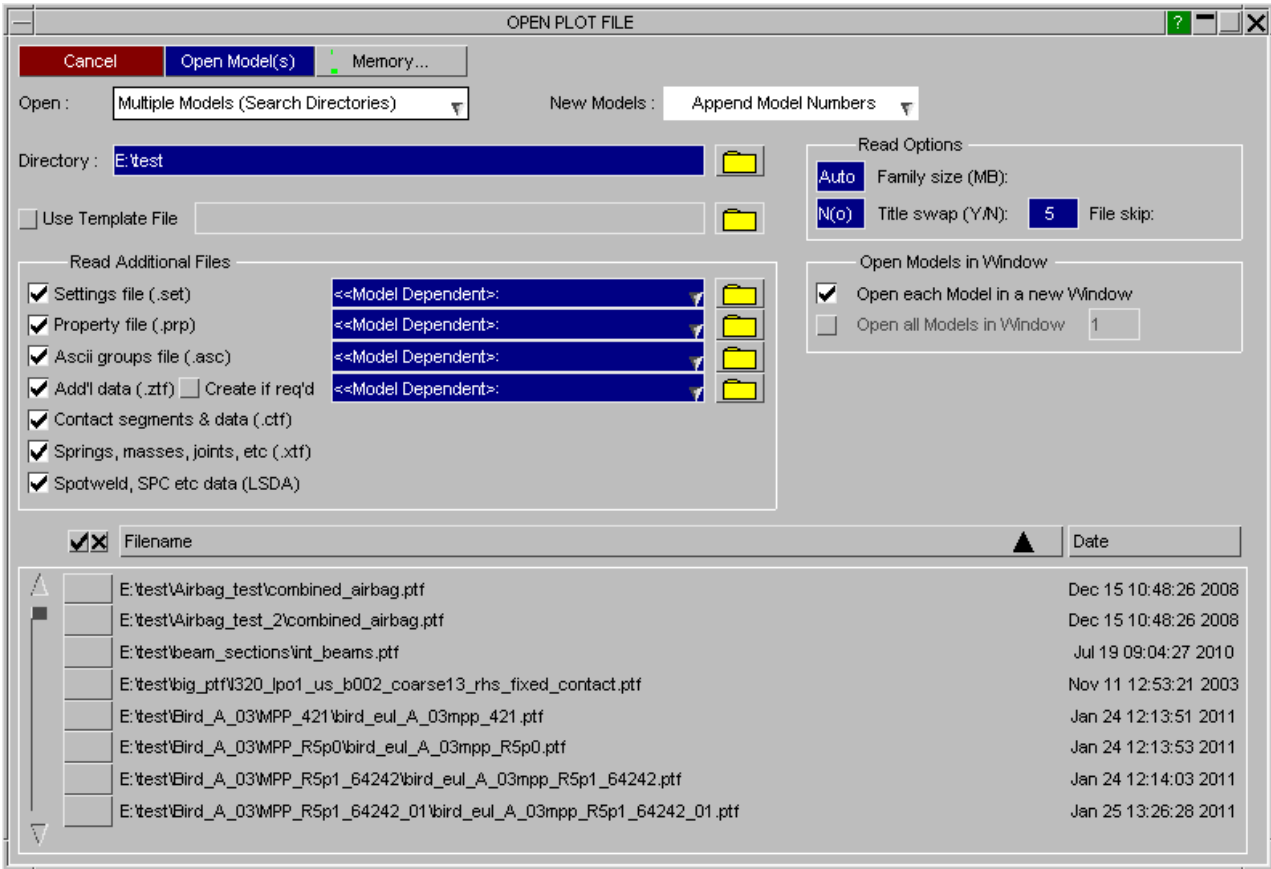 OPEN PLOT FILE ?
Cancel Open Model(s) Memory...
Open : Multiple Models (Search Directories) New Models : Append Model Numbers
Directory : E:\test
Use Template File
Read Options
Auto Family size (MB):
N(o) Title swap (Y/N): 5 File skip:
Read Additional Files
Settings file (.set) <<Model Dependent>:
Property file (.prp) <<Model Dependent>:
Ascii groups file (.asc) <<Model Dependent>:
Add'l data (.ztf) Create if req'd <<Model Dependent>:
Contact segments & data (.ctf)
Springs, masses, joints, etc (.xtf)
Spotweld, SPC etc data (LSDA)
Open Models in Window
Open each Model in a new Window
Open all Models in Window 1
Filename Date
E:\test\Airbag_test\combined_airbag.ptf Dec 15 10:48:26 2008
E:\test\Airbag_test_2\combined_airbag.ptf Dec 15 10:48:26 2008
E:\test\beam_sections\int_beams.ptf Jul 19 09:04:27 2010
E:\test\big_ptf\l320_lpo1_us_b002_coarse13_rhs_fixed_contact.ptf Nov 11 12:53:21 2003
E:\test\Bird_A_03\MPP_421\bird_eul_A_03mpp_421.ptf Jan 24 12:13:51 2011
E:\test\Bird_A_03\MPP_R5p0\bird_eul_A_03mpp_R5p0.ptf Jan 24 12:13:53 2011
E:\test\Bird_A_03\MPP_R5p1_64242\bird_eul_A_03mpp_R5p1_64242.ptf Jan 24 12:14:03 2011
E:\test\Bird_A_03\MPP_R5p1_64242_01\bird_eul_A_03mpp_R5p1_64242_01.ptf Jan 25 13:26:28 2011